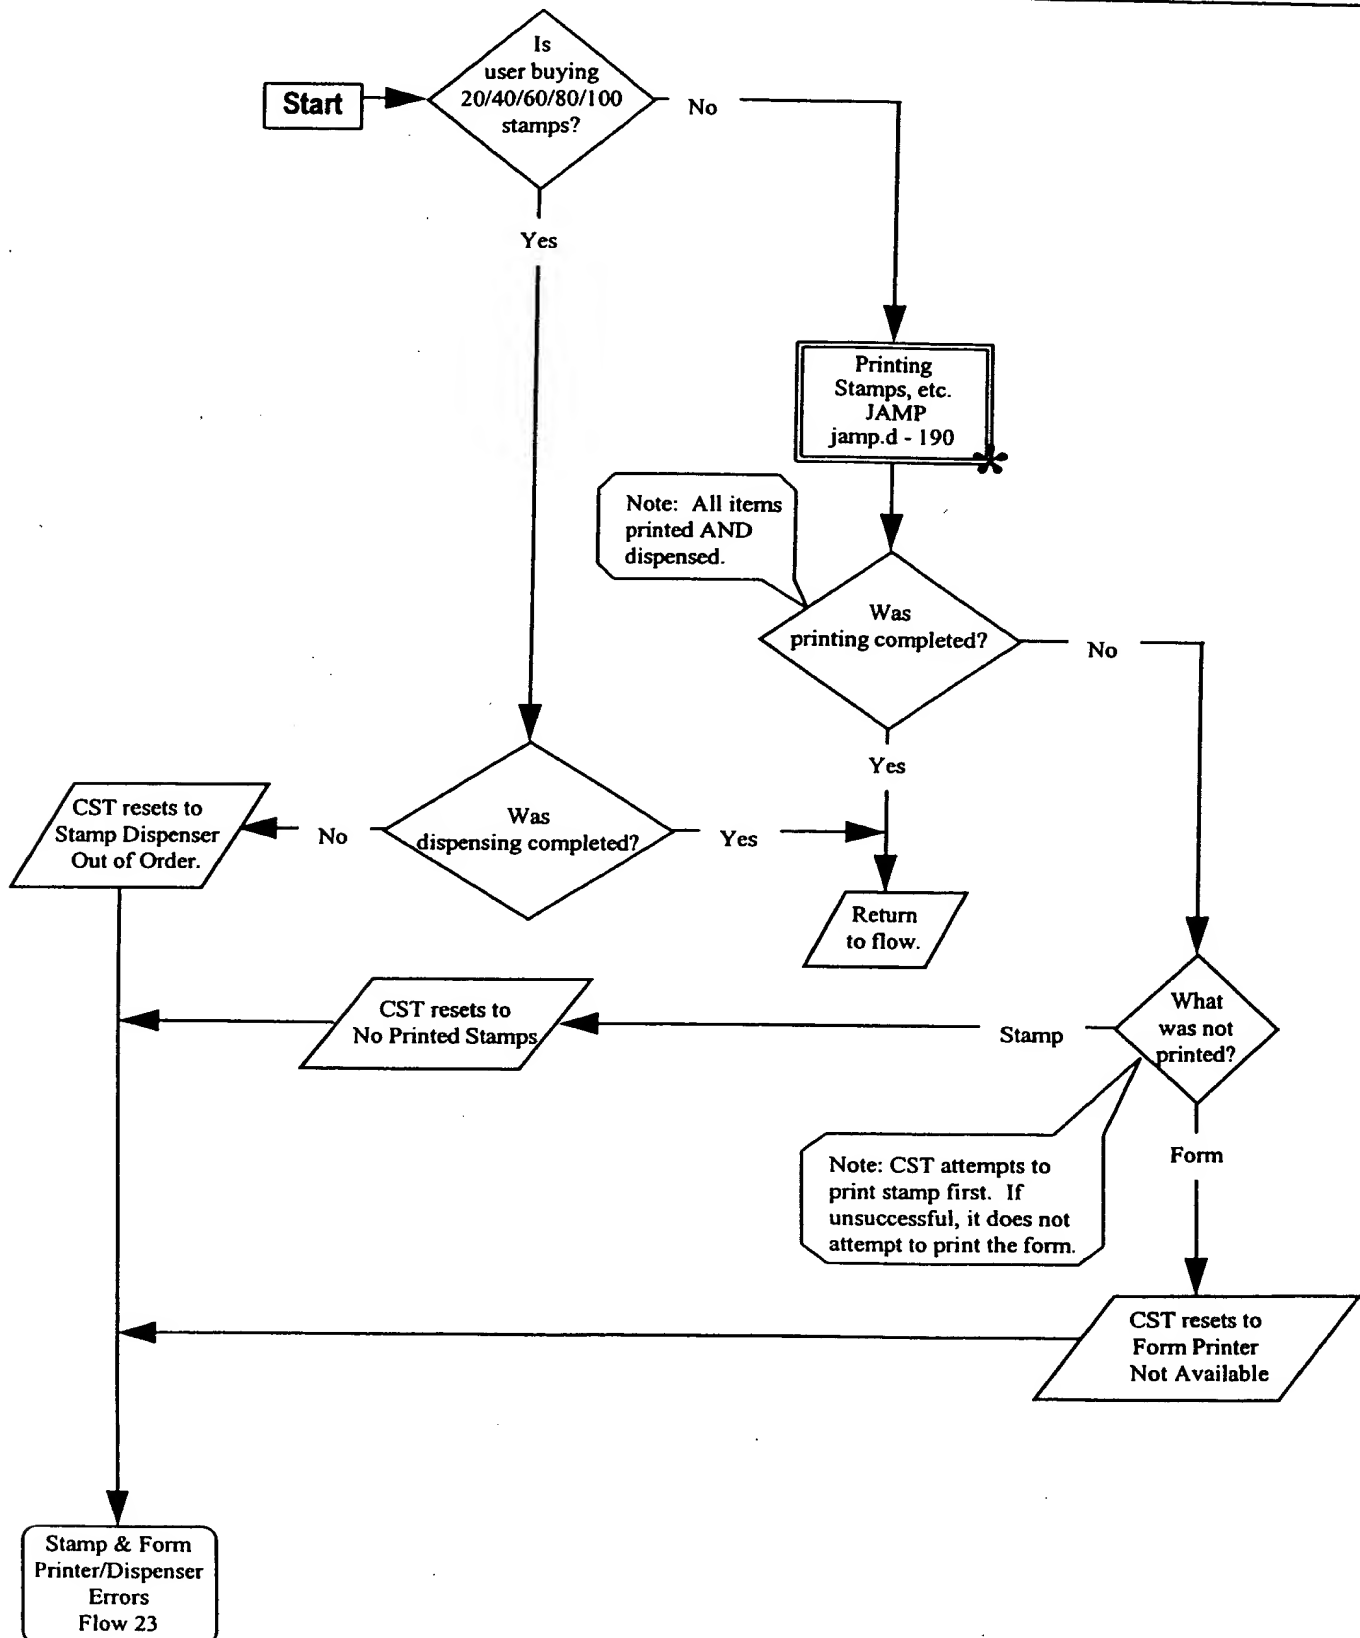 Is
user buying
20/40/60/80/100
stamps?
Start
No
Yes
Printing
Stamps, etc.
JAMP
jamp.d - 190
Note: All items
printed AND
dispensed.
Was
printing completed?
No
Yes
CST resets to
Stamp Dispenser
Out of Order.
No
Was
dispensing completed?
Yes
Return
to flow.
CST resets to
No Printed Stamps
Stamp
What
was not
printed?
Note: CST attempts to
print stamp first. If
unsuccessful, it does not
attempt to print the form.
Form
CST resets to
Form Printer
Not Available
Stamp & Form
Printer/Dispenser
Errors
Flow 23